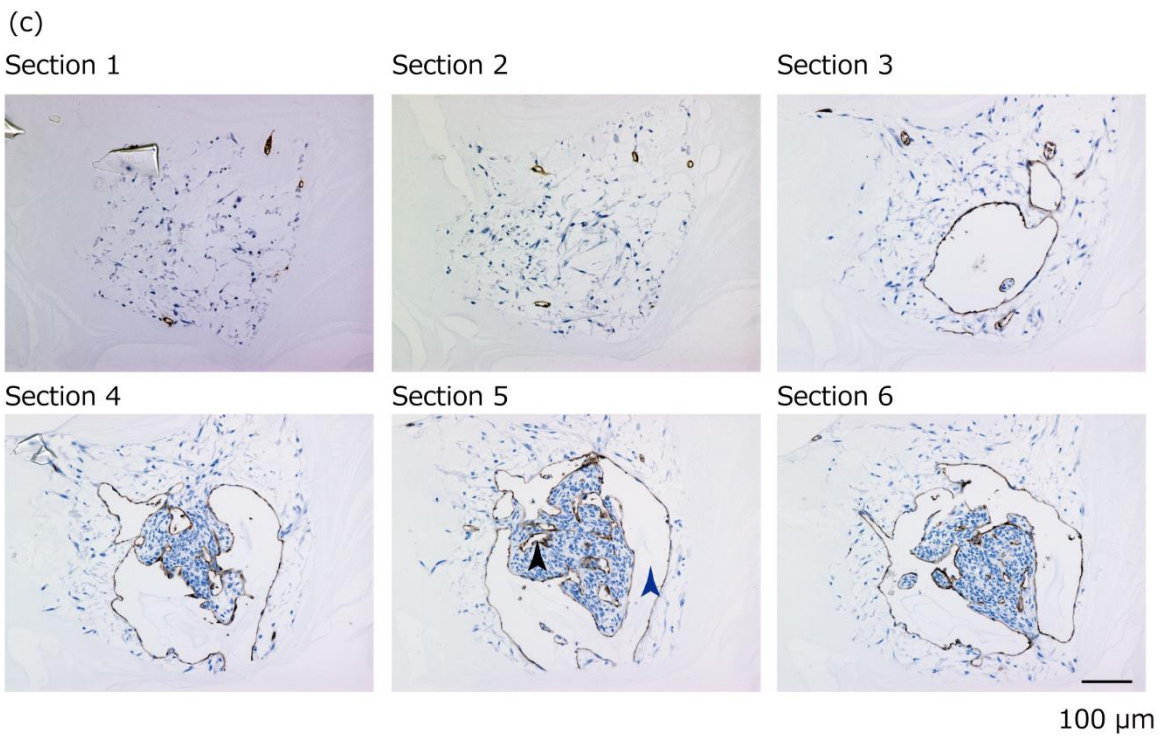 (c)
Section 1
Section 2
Section 3
Section 4
Section 5
Section 6
100 μm